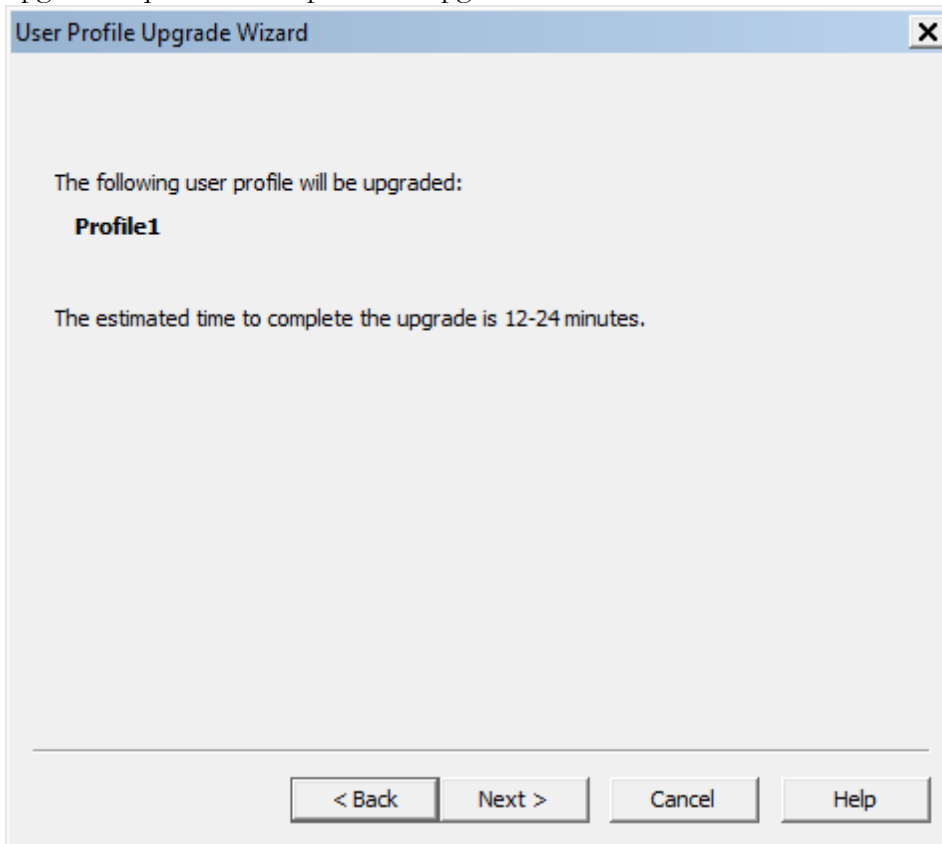 User Profile Upgrade Wizard
The following user profile will be upgraded:
Profile1
The estimated time to complete the upgrade is 12-24 minutes.
< Back Next > Cancel Help